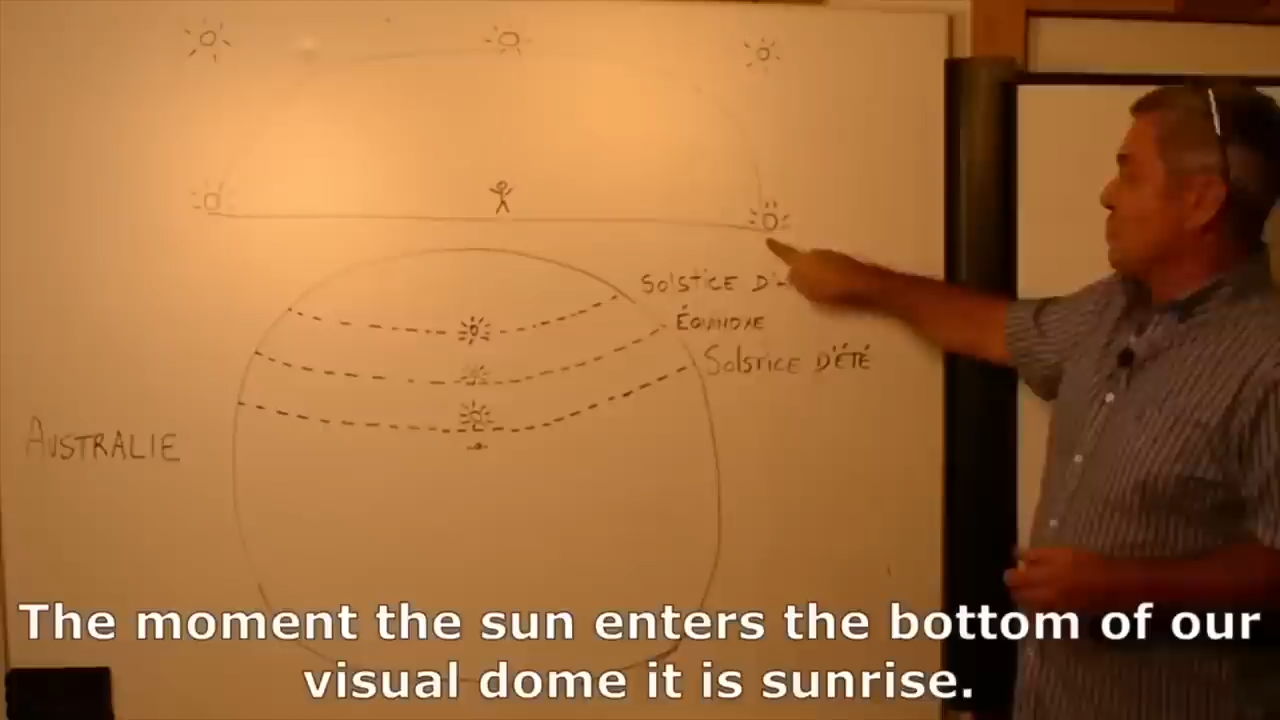 SOLSTICE D'
ÉQUINOXE
SOLSTICE D'ÉTÉ
AUSTRALIE
The moment the sun enters the bottom of our
visual dome it is sunrise.